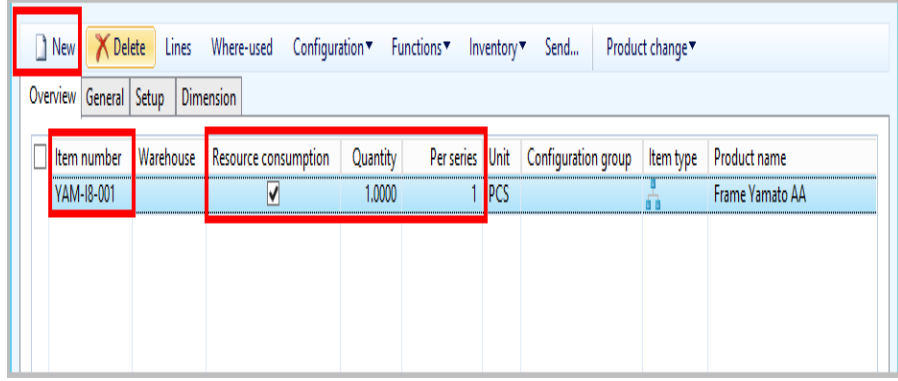 New Delete Lines Where-used Configuration Functions Inventory Send... Product change
Overview General Setup Dimension
Item number Warehouse Resource consumption Quantity Per series Unit Configuration group Item type Product name
YAM-I8-001 1.0000 1 PCS Frame Yamato AA